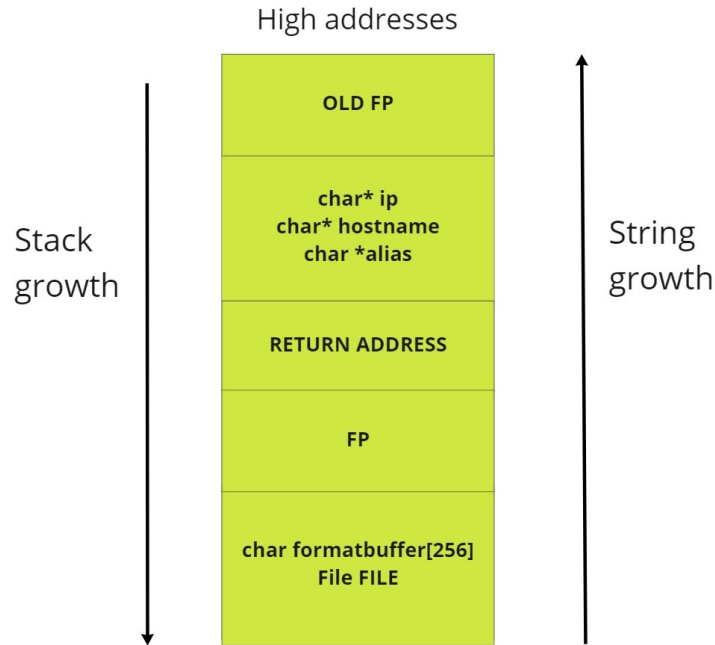 High addresses
OLD FP
Stack
growth
char* ip
char* hostname
char *alias
String
growth
RETURN ADDRESS
FP
char formatbuffer[256]
File FILE